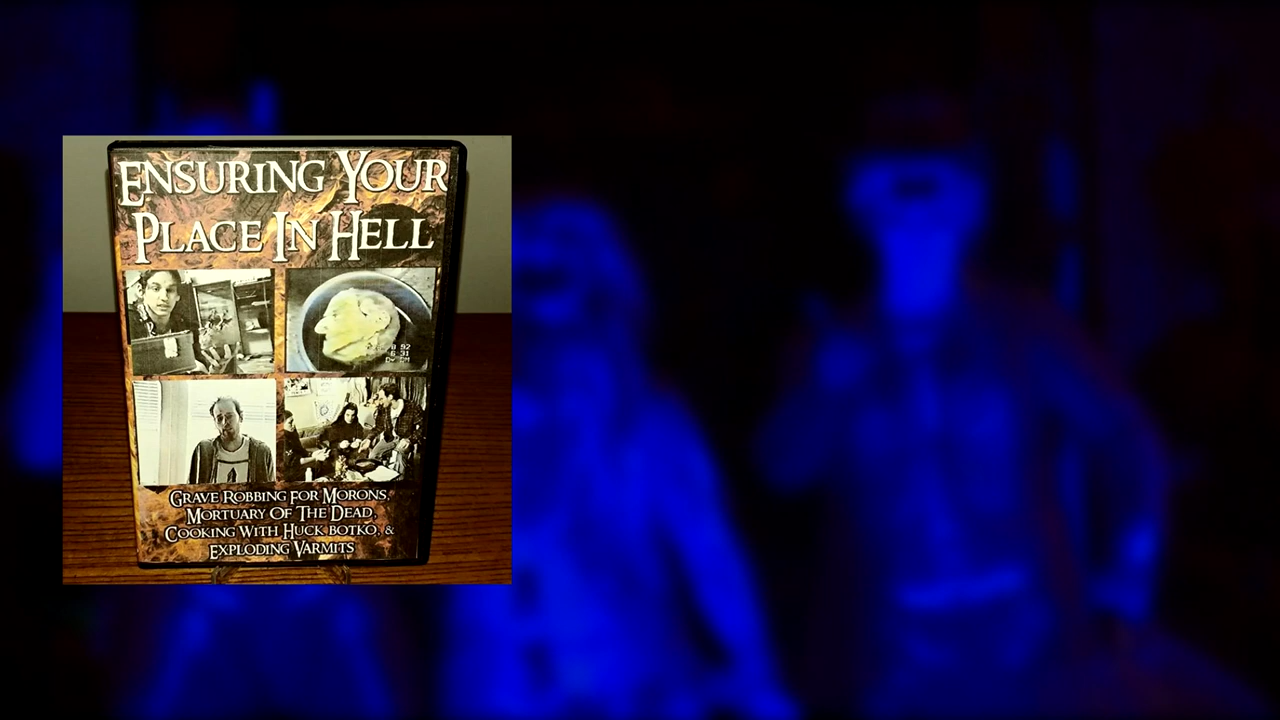 ENSURING YOUR
PLACE IN HELL
GRAVE ROBBING FOR MORONS,
MORTUARY OF THE DEAD,
COOKING WITH HUCK BOTKO, &
EXPLODING VARMITS